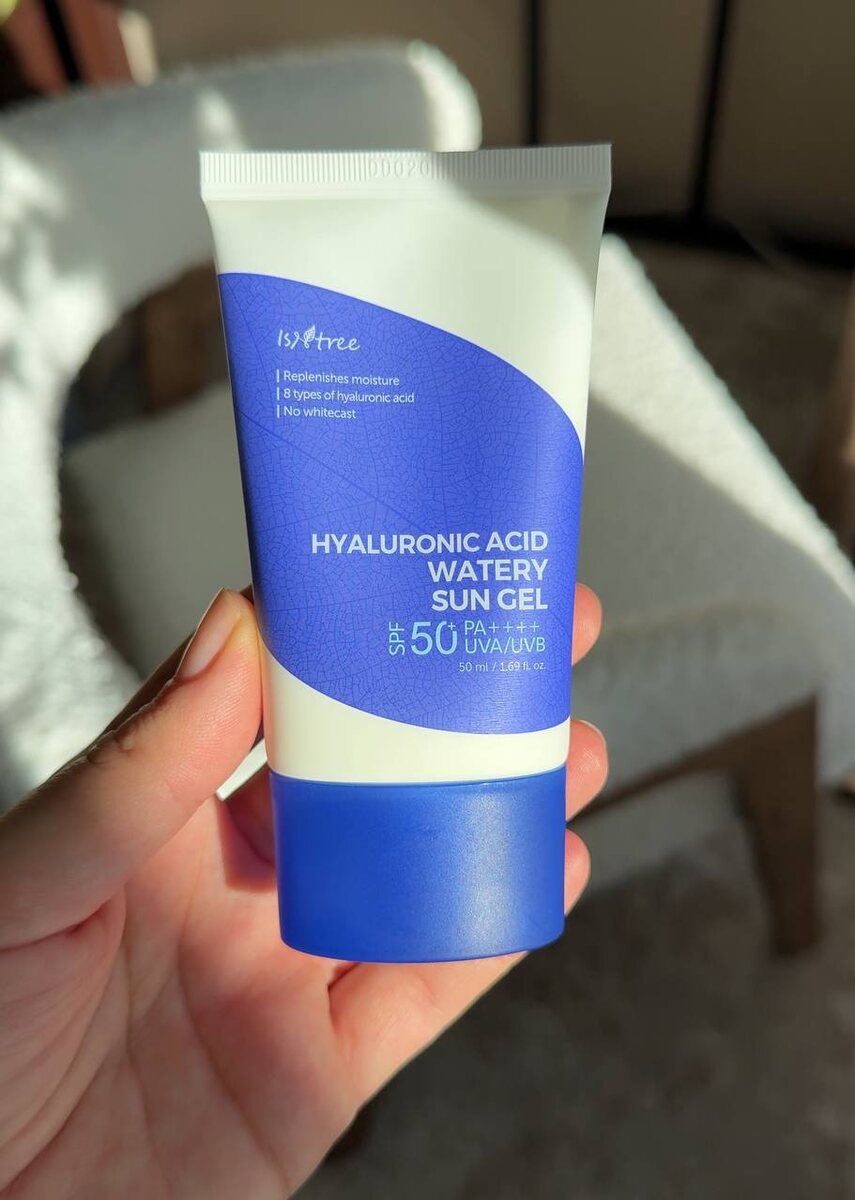 00020
Isntree
Replenishes moisture
8 types of hyaluronic acid
No whitecast
HYALURONIC ACID
WATERY
SUN GEL
SPF 50+ PA++++
UVA/UVB
50 ml / 1.69 fl. oz.